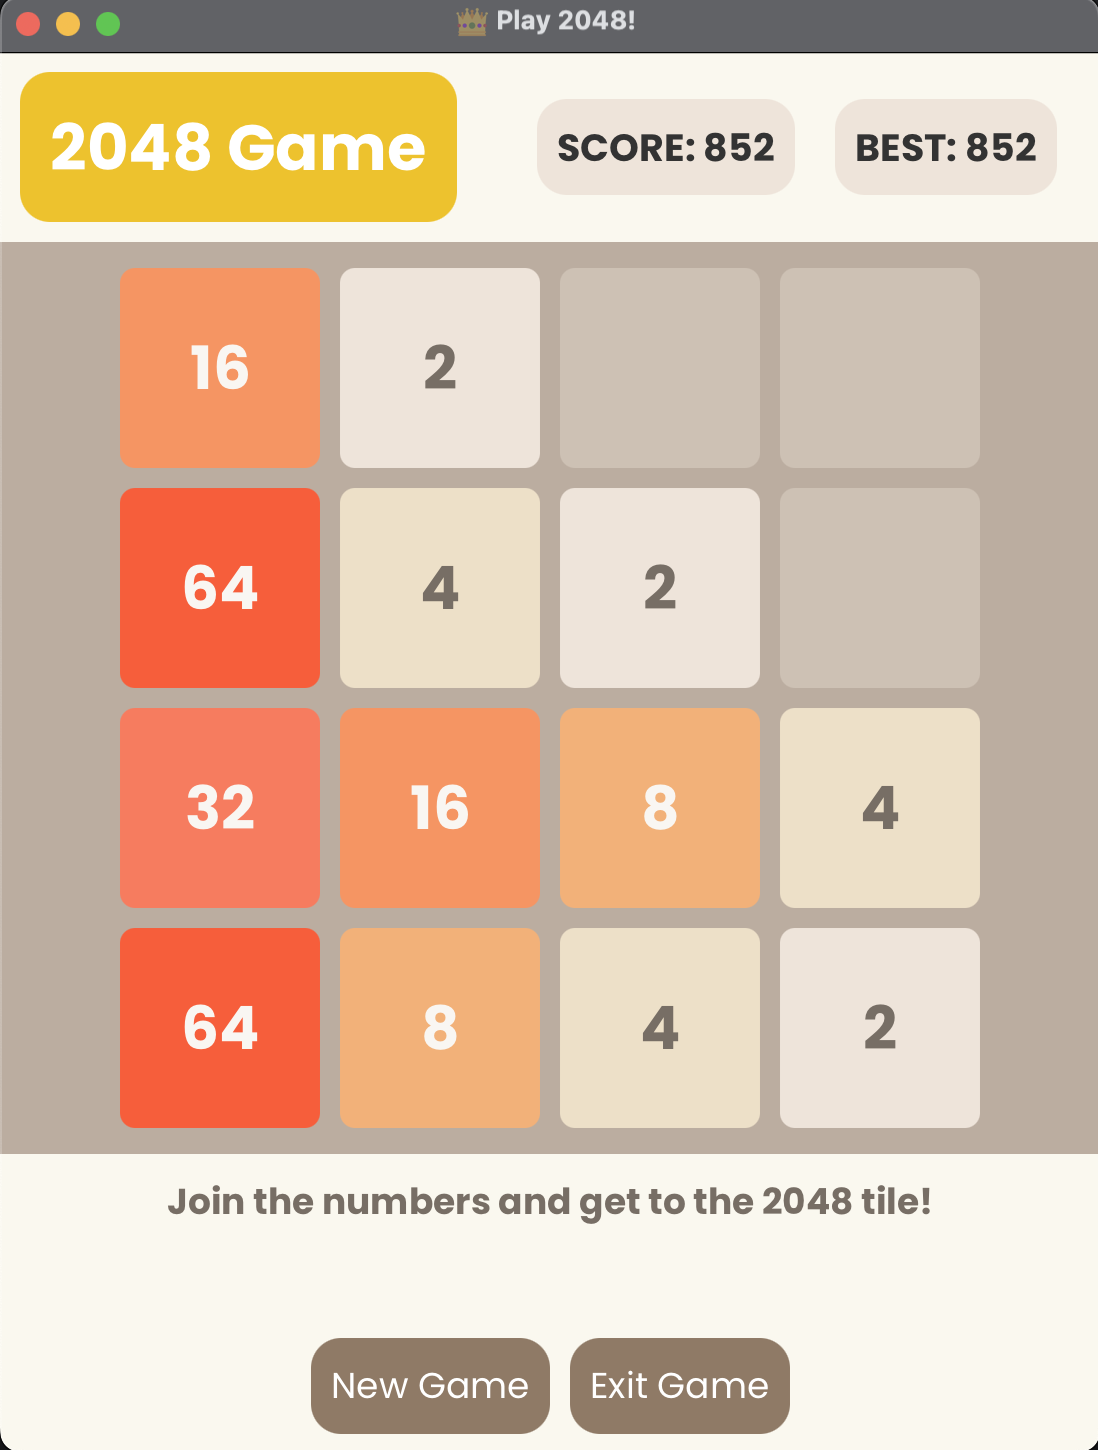 Play 2048!
2048 Game
SCORE: 852
BEST: 852
16 2
64 4 2
32 16 8 4
64 8 4 2
Join the numbers and get to the 2048 tile!
New Game
Exit Game